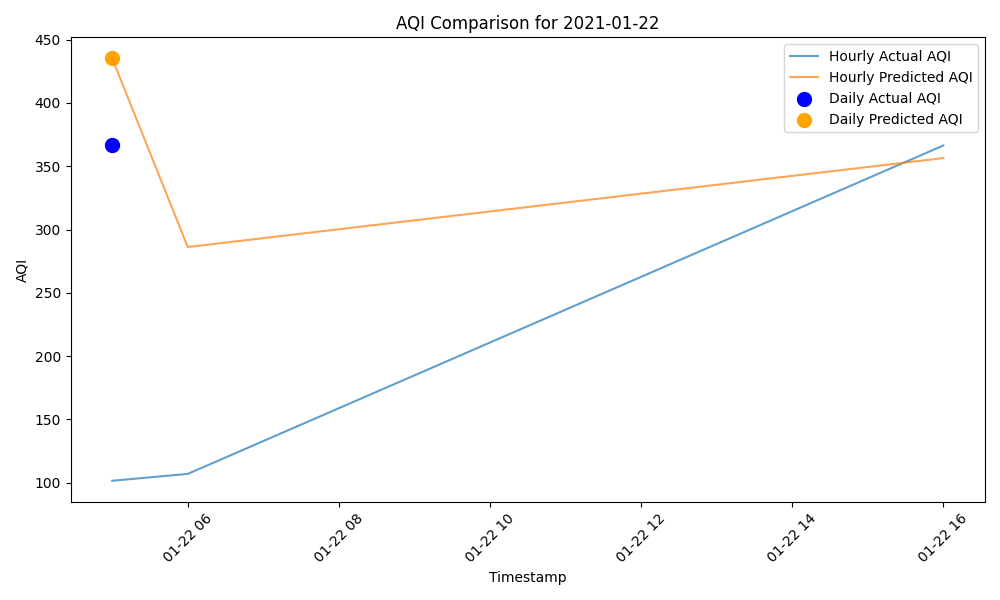 AQI Comparison for 2021-01-22
450
400
350
300
250
200
150
100
AQI
Hourly Actual AQI
Hourly Predicted AQI
Daily Actual AQI
Daily Predicted AQI
01-22 06
01-22 08
01-22 10
01-22 12
01-22 14
01-22 16
Timestamp